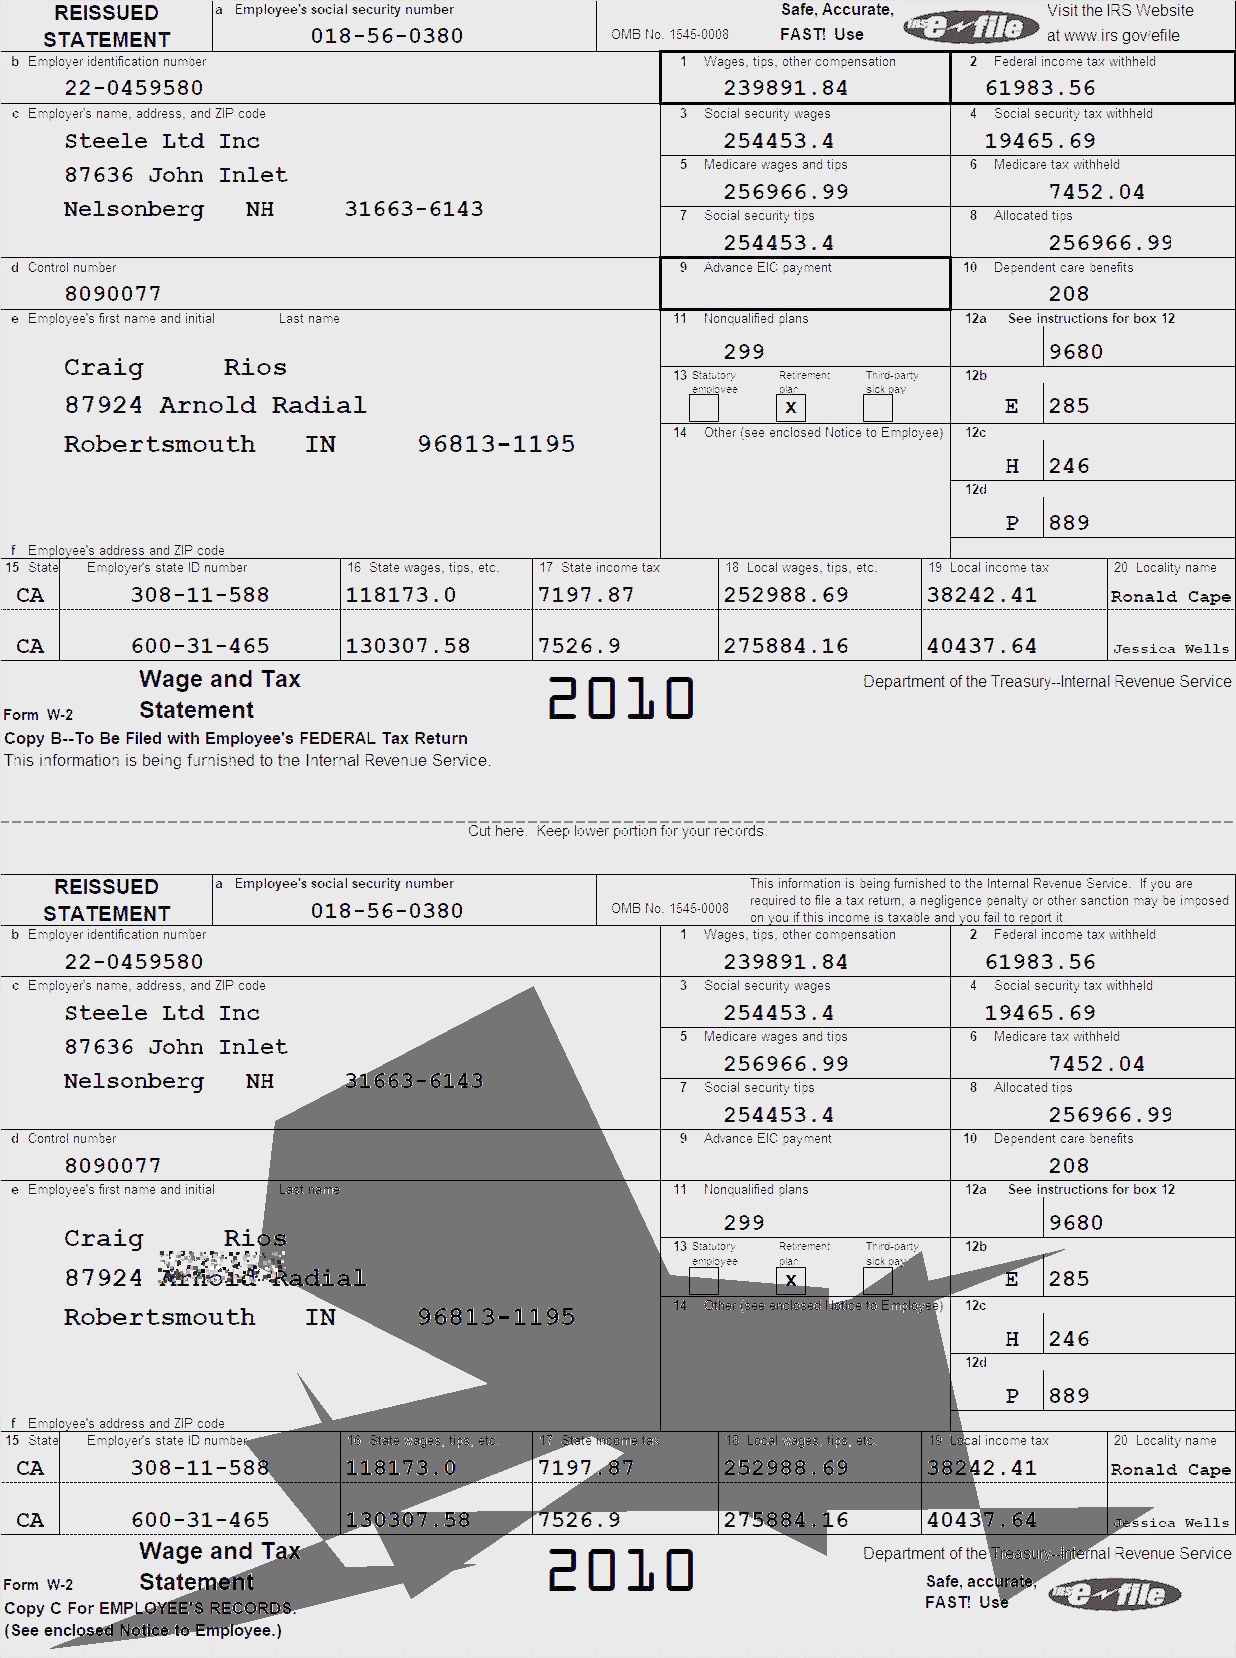 REISSUED STATEMENT
a Employee's social security number
018-56-0380
OMB No. 1545-0008
Safe, Accurate, FAST! Use
IRS e-file
Visit the IRS Website at www.irs.gov/efile
b Employer identification number
22-0459580
1 Wages, tips, other compensation
239891.84
2 Federal income tax withheld
61983.56
c Employer's name, address, and ZIP code
Steele Ltd Inc
87636 John Inlet
Nelsonberg NH 31663-6143
3 Social security wages
254453.4
4 Social security tax withheld
19465.69
5 Medicare wages and tips
256966.99
6 Medicare tax withheld
7452.04
7 Social security tips
254453.4
8 Allocated tips
256966.99
d Control number
8090077
9 Advance EIC payment
10 Dependent care benefits
208
e Employee's first name and initial Last name
Craig Rios
87924 Arnold Radial
Robertsmouth IN 96813-1195
11 Nonqualified plans
299
12a See instructions for box 12
9680
13 Statutory employee Retirement plan Third-party sick pay
X
12b
E 285
14 Other (see enclosed Notice to Employee)
12c
H 246
12d
P 889
f Employee's address and ZIP code
15 State Employer's state ID number 16 State wages, tips, etc. 17 State income tax 18 Local wages, tips, etc. 19 Local income tax 20 Locality name
CA 308-11-588 118173.0 7197.87 252988.69 38242.41 Ronald Cape
CA 600-31-465 130307.58 7526.9 275884.16 40437.64 Jessica Wells
Form W-2 Wage and Tax Statement
2010
Department of the Treasury--Internal Revenue Service
Copy B--To Be Filed with Employee's FEDERAL Tax Return
This information is being furnished to the Internal Revenue Service.
Cut here. Keep lower portion for your records.
REISSUED STATEMENT
a Employee's social security number
018-56-0380
OMB No. 1545-0008
This information is being furnished to the Internal Revenue Service. If you are
required to file a tax return, a negligence penalty or other sanction may be imposed
on you if this income is taxable and you fail to report it.
b Employer identification number
22-0459580
1 Wages, tips, other compensation
239891.84
2 Federal income tax withheld
61983.56
c Employer's name, address, and ZIP code
Steele Ltd Inc
87636 John Inlet
Nelsonberg NH 31663-6143
3 Social security wages
254453.4
4 Social security tax withheld
19465.69
5 Medicare wages and tips
256966.99
6 Medicare tax withheld
7452.04
7 Social security tips
254453.4
8 Allocated tips
256966.99
d Control number
8090077
9 Advance EIC payment
10 Dependent care benefits
208
e Employee's first name and initial Last name
Craig Rios
87924 Arnold Radial
Robertsmouth IN 96813-1195
11 Nonqualified plans
299
12a See instructions for box 12
9680
13 Statutory employee Retirement plan Third-party sick pay
X
12b
E 285
14 Other (see enclosed Notice to Employee)
12c
H 246
12d
P 889
f Employee's address and ZIP code
15 State Employer's state ID number 16 State wages, tips, etc. 17 State income tax 18 Local wages, tips, etc. 19 Local income tax 20 Locality name
CA 308-11-588 118173.0 7197.87 252988.69 38242.41 Ronald Cape
CA 600-31-465 130307.58 7526.9 275884.16 40437.64 Jessica Wells
Form W-2 Wage and Tax Statement
2010
Department of the Treasury--Internal Revenue Service
Safe, accurate, FAST! Use
IRS e-file
Copy C For EMPLOYEE'S RECORDS.
(See enclosed Notice to Employee.)